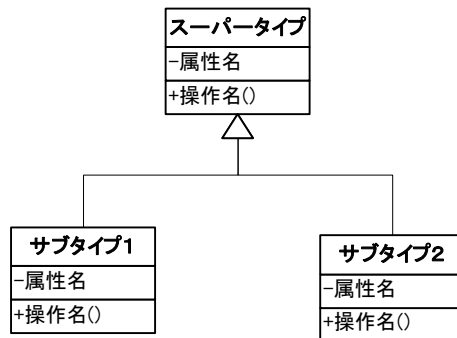 スーパータイプ
-属性名
+操作名()
サブタイプ1
-属性名
+操作名()
サブタイプ2
-属性名
+操作名()